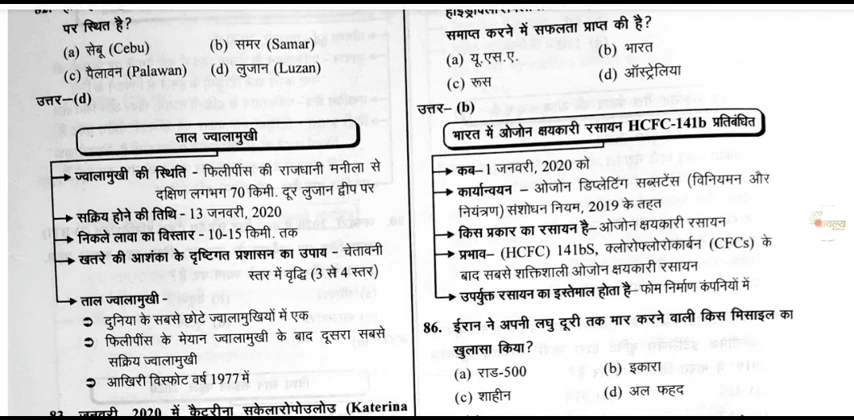 पर स्थित है?
(a) सेबू (Cebu) (b) समर (Samar)
(c) पैलावन (Palawan) (d) लुजान (Luzan)
उत्तर–(d)
ताल ज्वालामुखी
ज्वालामुखी की स्थिति - फिलीपींस की राजधानी मनीला से
दक्षिण लगभग 70 किमी. दूर लुजान द्वीप पर
सक्रिय होने की तिथि - 13 जनवरी, 2020
निकले लावा का विस्तार - 10-15 किमी. तक
खतरे की आशंका के दृष्टिगत प्रशासन का उपाय - चेतावनी
स्तर में वृद्धि (3 से 4 स्तर)
ताल ज्वालामुखी -
दुनिया के सबसे छोटे ज्वालामुखियों में एक
फिलीपींस के मेयान ज्वालामुखी के बाद दूसरा सबसे
सक्रिय ज्वालामुखी
आखिरी विस्फोट वर्ष 1977 में
83. जनवरी, 2020 में कैटरीना सकेलारोपोउलोउ (Katerina
समाप्त करने में सफलता प्राप्त की है?
(a) यू.एस.ए. (b) भारत
(c) रूस (d) ऑस्ट्रेलिया
उत्तर– (b)
भारत में ओजोन क्षयकारी रसायन HCFC-141b प्रतिबंधित
कब–1 जनवरी, 2020 को
कार्यान्वयन - ओजोन डिप्लेटिंग सब्सटेंस (विनियमन और
नियंत्रण) संशोधन नियम, 2019 के तहत
किस प्रकार का रसायन है– ओजोन क्षयकारी रसायन
प्रभाव– (HCFC) 141bS, क्लोरोफ्लोरोकार्बन (CFCs) के
बाद सबसे शक्तिशाली ओजोन क्षयकारी रसायन
उपर्युक्त रसायन का इस्तेमाल होता है– फोम निर्माण कंपनियों में
86. ईरान ने अपनी लघु दूरी तक मार करने वाली किस मिसाइल का
खुलासा किया?
(a) राड-500 (b) इकारा
(c) शाहीन (d) अल फहद